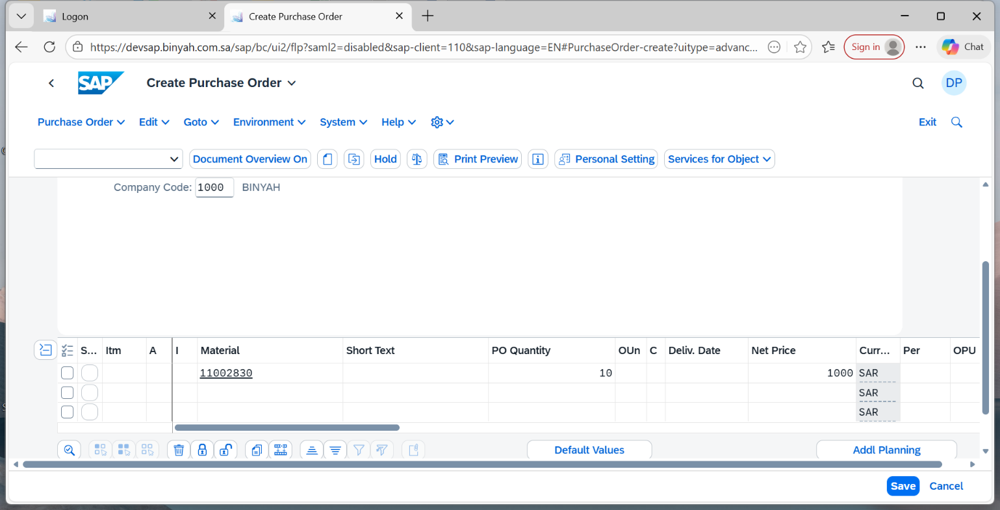 Logon
Create Purchase Order
https://devsap.binyah.com.sa/sap/bc/ui2/flp?saml2=disabled&sap-client=110&sap-language=EN#PurchaseOrder-create?uitype=advanc...
Sign in
Chat
SAP
Create Purchase Order
DP
Purchase Order Edit Goto Environment System Help Exit
Document Overview On Hold Print Preview Personal Setting Services for Object
Company Code: 1000 BINYAH
S... Itm A I Material Short Text PO Quantity OUn C Deliv. Date Net Price Curr... Per OPU
11002830 10 1000 SAR
SAR
SAR
Default Values Addl Planning
Save Cancel